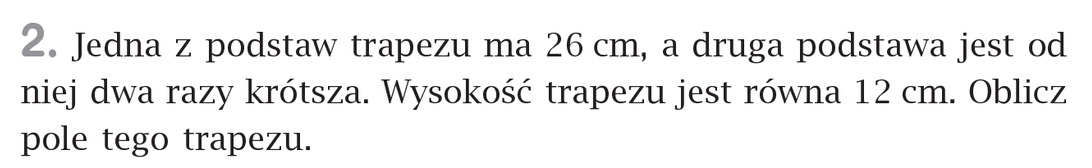 2. Jedna z podstaw trapezu ma 26 cm, a druga podstawa jest od
niej dwa razy krótsza. Wysokość trapezu jest równa 12 cm. Oblicz
pole tego trapezu.